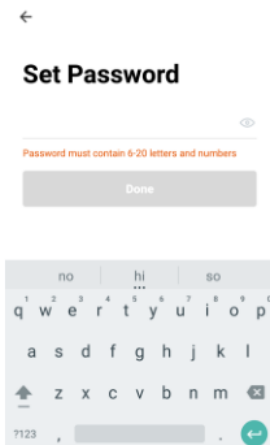 Set Password
Password must contain 6-20 letters and numbers
Done
no hi so
1 2 3 4 5 6 7 8 9 0
q w e r t y u i o p
a s d f g h j k l
z x c v b n m
?123 , .